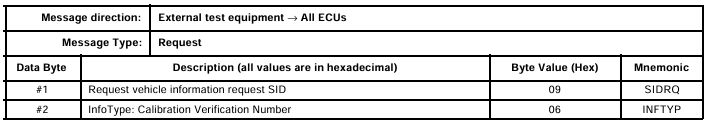 Message direction: External test equipment → All ECUs
Message Type: Request
Data Byte Description (all values are in hexadecimal) Byte Value (Hex) Mnemonic
#1 Request vehicle information request SID 09 SIDRQ
#2 InfoType: Calibration Verification Number 06 INFTYP